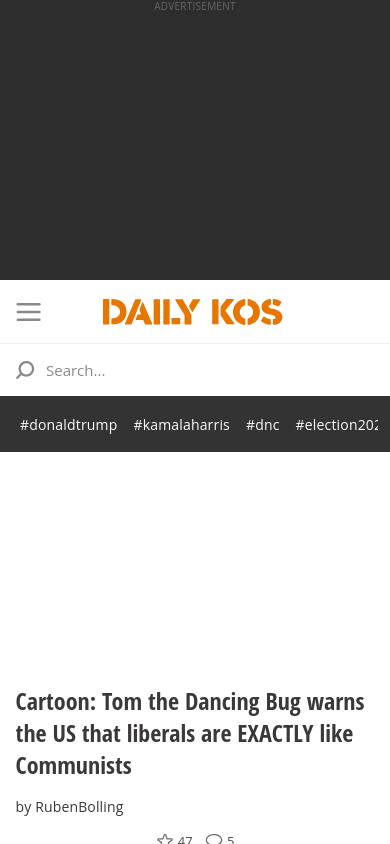 ADVERTISEMENT
DAILY KOS
Search...
#donaldtrump #kamalaharris #dnc #election202
Cartoon: Tom the Dancing Bug warns
the US that liberals are EXACTLY like
Communists
by RubenBolling
47 5